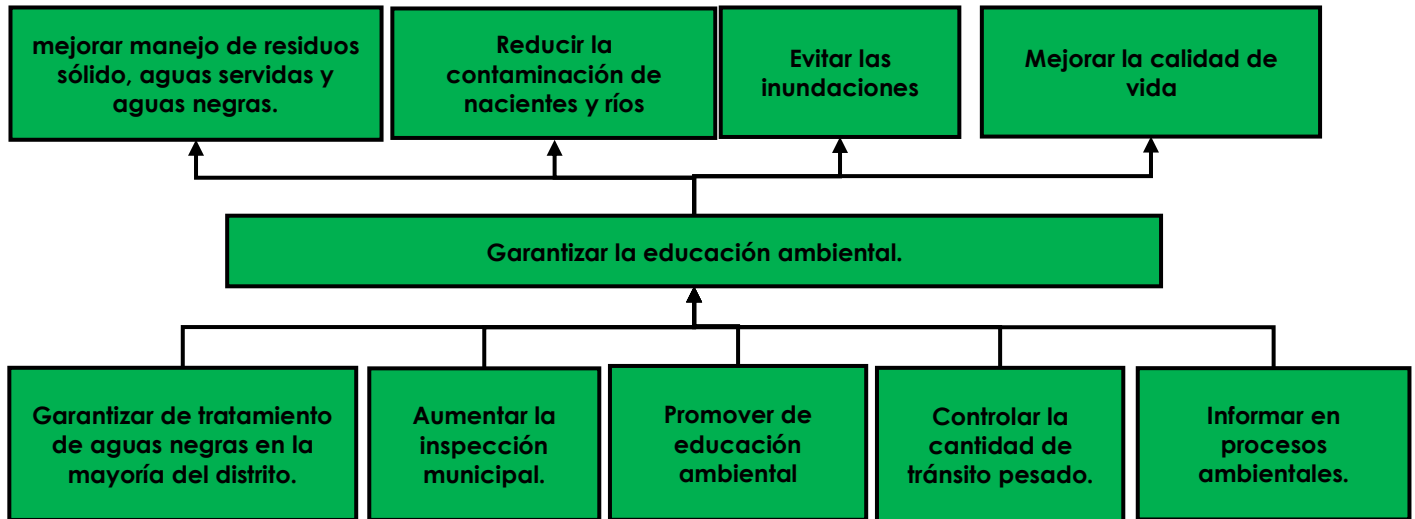 mejorar manejo de residuos
sólido, aguas servidas y
aguas negras.
Reducir la
contaminación de
nacientes y ríos
Evitar las
inundaciones
Mejorar la calidad de
vida
Garantizar la educación ambiental.
Garantizar de tratamiento
de aguas negras en la
mayoría del distrito.
Aumentar la
inspección
municipal.
Promover de
educación
ambiental
Controlar la
cantidad de
tránsito pesado.
Informar en
procesos
ambientales.